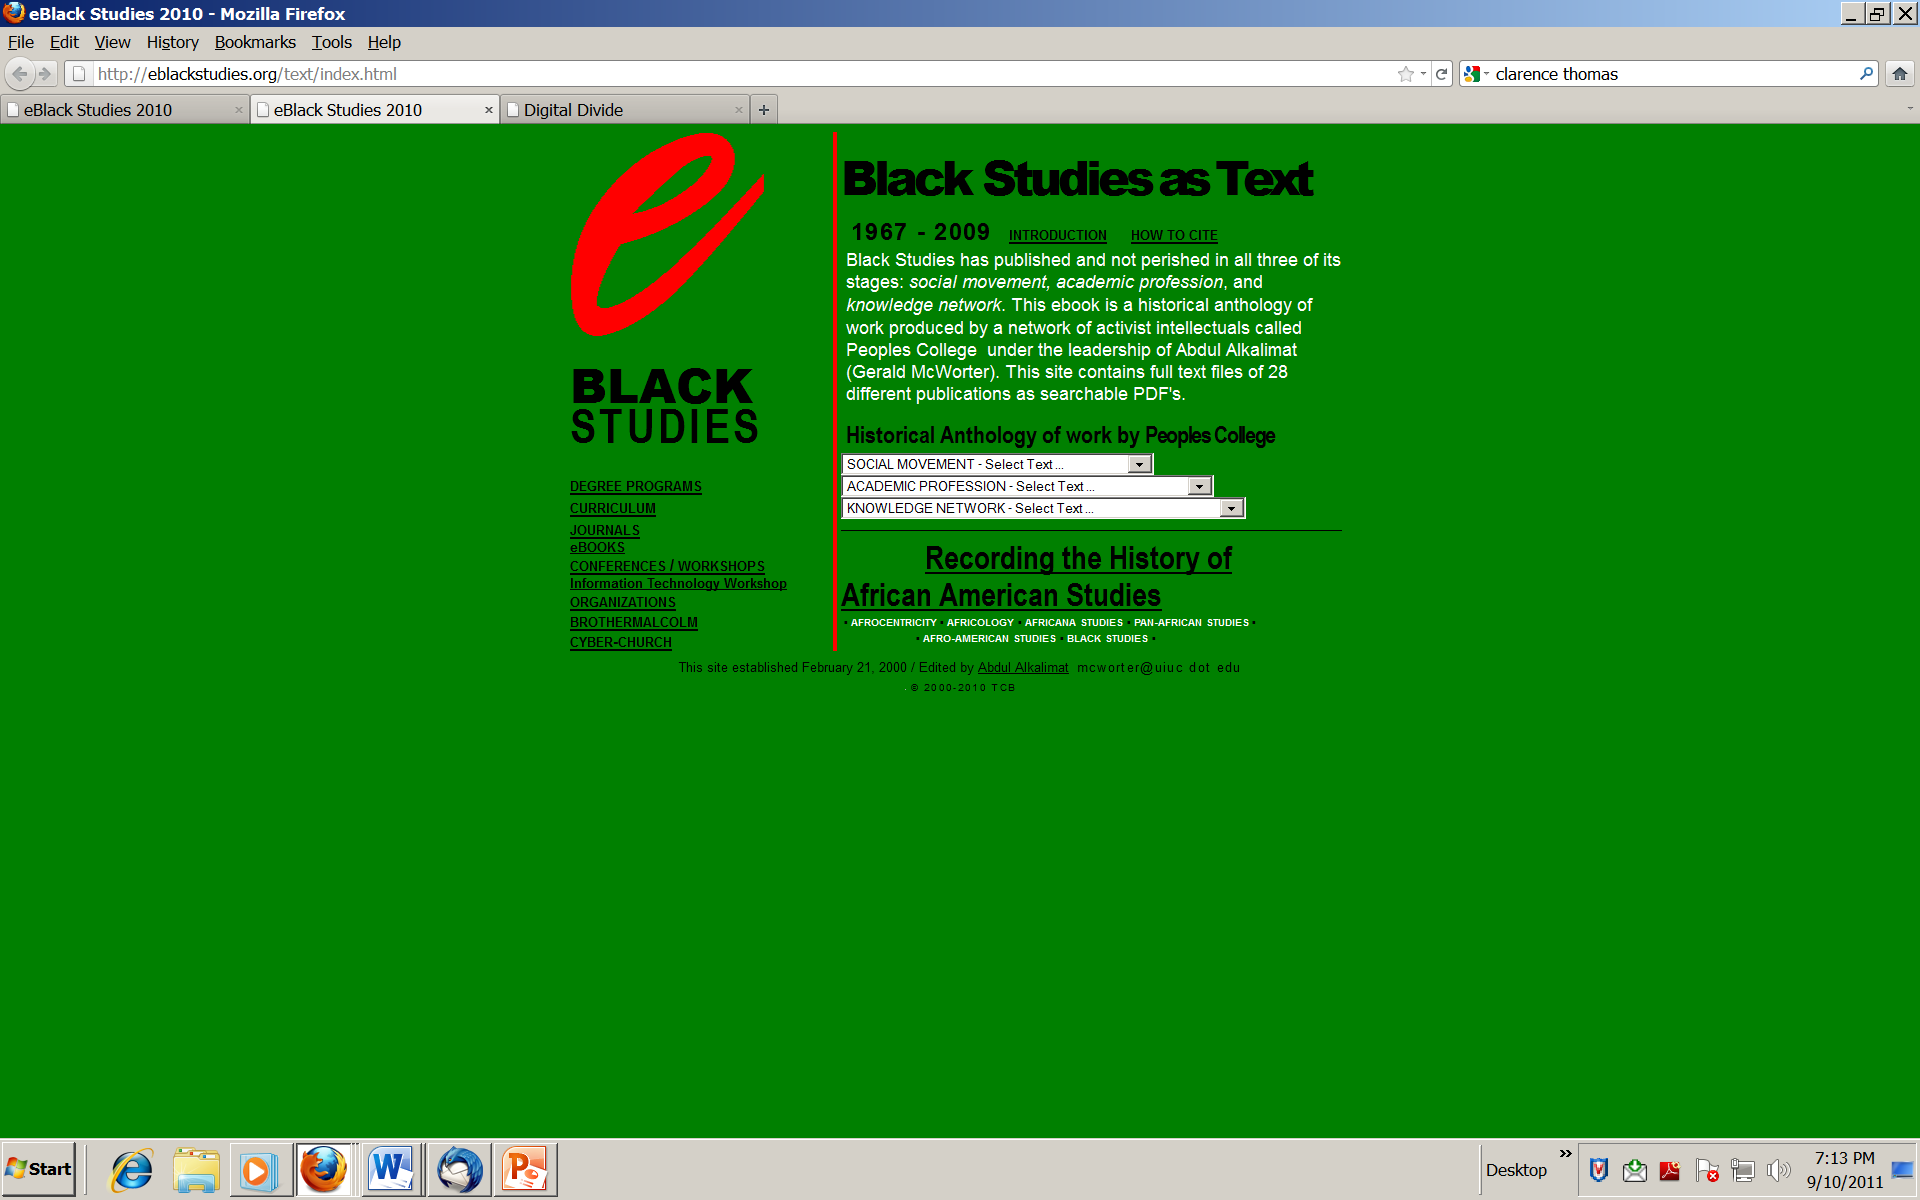 eBlack Studies 2010 - Mozilla Firefox
File Edit View History Bookmarks Tools Help
http://eblackstudies.org/text/index.html
clarence thomas
eBlack Studies 2010
eBlack Studies 2010
Digital Divide
e
BLACK
STUDIES
DEGREE PROGRAMS
CURRICULUM
JOURNALS
eBOOKS
CONFERENCES / WORKSHOPS
Information Technology Workshop
ORGANIZATIONS
BROTHERMALCOLM
CYBER-CHURCH
Black Studies as Text
1967 - 2009 INTRODUCTION HOW TO CITE
Black Studies has published and not perished in all three of its
stages: social movement, academic profession, and
knowledge network. This ebook is a historical anthology of
work produced by a network of activist intellectuals called
Peoples College under the leadership of Abdul Alkalimat
(Gerald McWorter). This site contains full text files of 28
different publications as searchable PDF's.
Historical Anthology of work by Peoples College
SOCIAL MOVEMENT - Select Text ...
ACADEMIC PROFESSION - Select Text ...
KNOWLEDGE NETWORK - Select Text ...
Recording the History of
African American Studies
• AFROCENTRICITY • AFRICOLOGY • AFRICANA STUDIES • PAN-AFRICAN STUDIES •
• AFRO-AMERICAN STUDIES • BLACK STUDIES •
This site established February 21, 2000 / Edited by Abdul Alkalimat mcworter@uiuc dot edu
. © 2000-2010 TCB
Start
Desktop
7:13 PM
9/10/2011